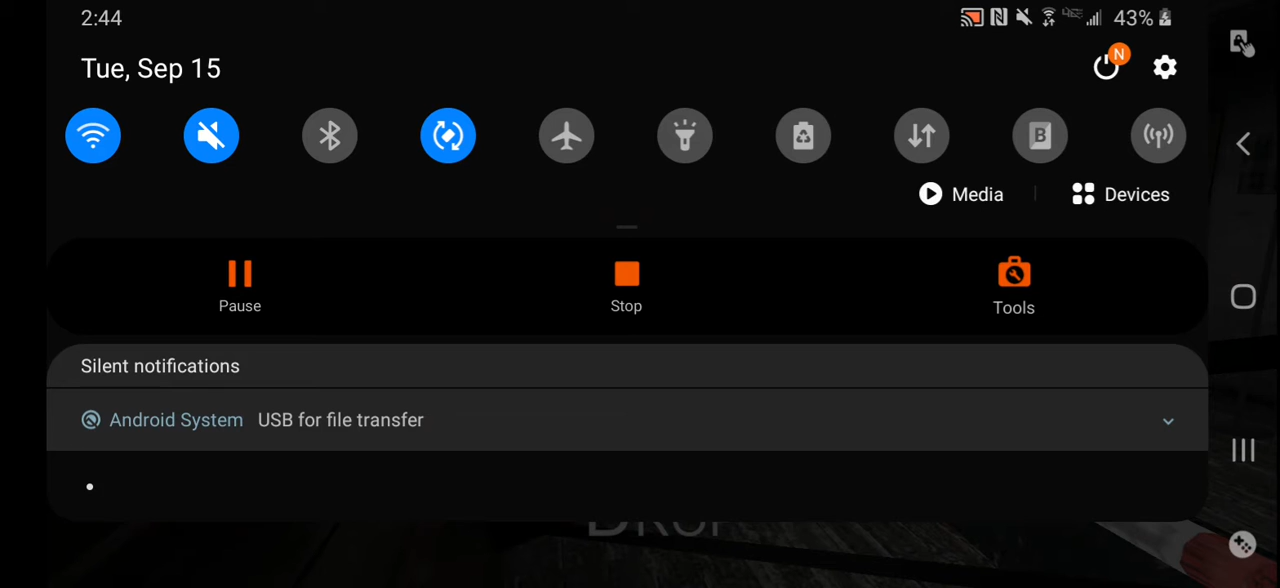 2:44
43%
Tue, Sep 15
N
B
Media
Devices
Pause
Stop
Tools
Silent notifications
Android System USB for file transfer